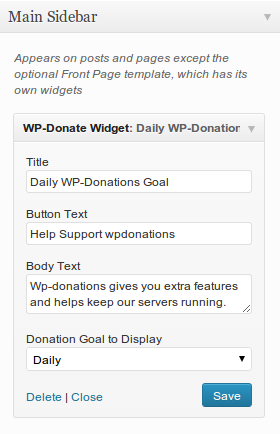 Main Sidebar
Appears on posts and pages except the
optional Front Page template, which has its
own widgets
WP-Donate Widget: Daily WP-Donation
Title
Daily WP-Donations Goal
Button Text
Help Support wpdonations
Body Text
Wp-donations gives you extra features
and helps keep our servers running.
Donation Goal to Display
Daily
Delete | Close
Save